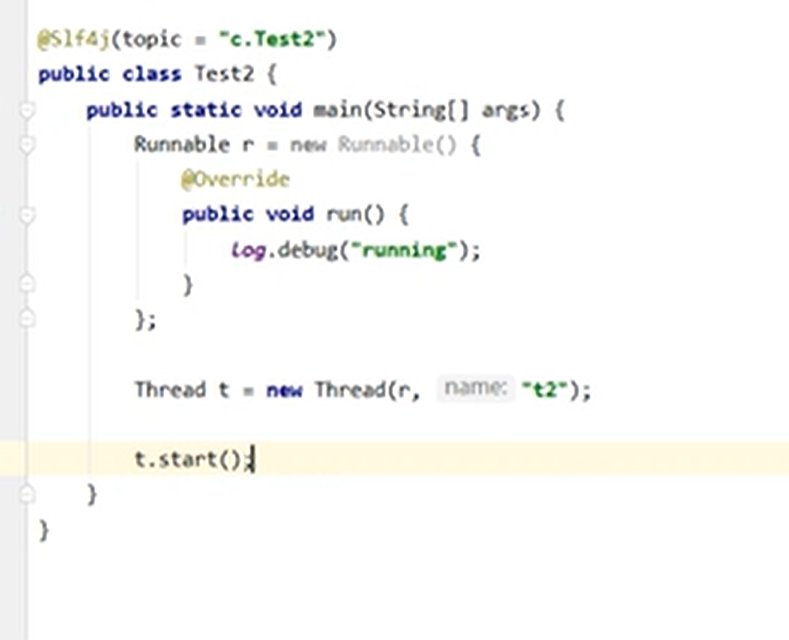 @Slf4j(topic = "c.Test2")
public class Test2 {
public static void main(String[] args) {
Runnable r = new Runnable() {
@Override
public void run() {
log.debug("running");
}
};
Thread t = new Thread(r, name: "t2");
t.start();
}
}